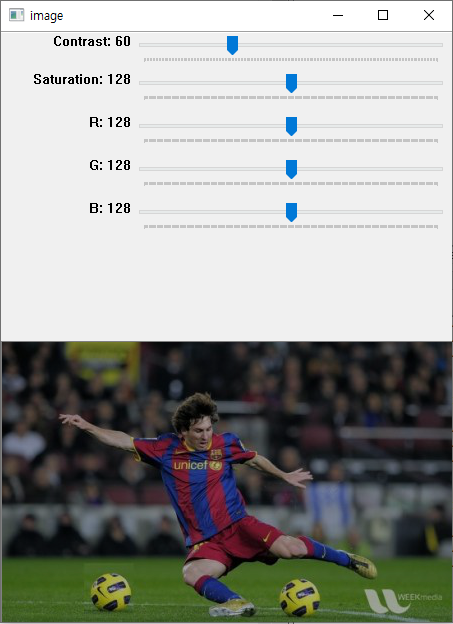 image
Contrast: 60
Saturation: 128
R: 128
G: 128
B: 128
unicef
WEEKmedia